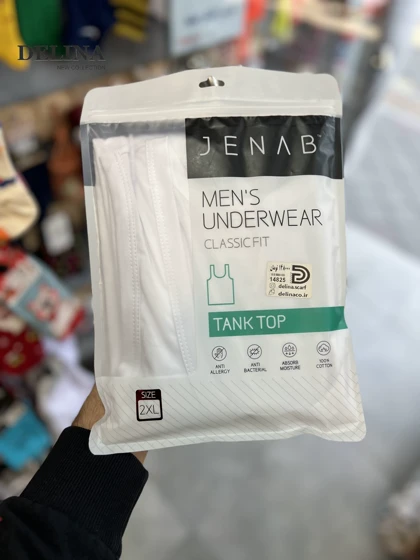 DELINA
JENAB
MEN'S
UNDERWEAR
CLASSIC FIT
14825
delina.scarf
delinaco.ir
TANK TOP
ANTI
ALLERGY
ANTI
BACTERIAL
ABSORB
MOISTURE
100%
COTTON
SIZE
2XL